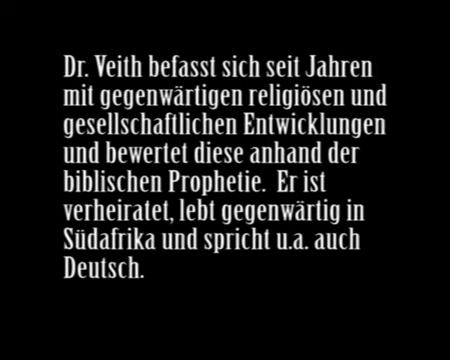 Dr. Veith befasst sich seit Jahren
mit gegenwärtigen religiösen und
gesellschaftlichen Entwicklungen
und bewertet diese anhand der
biblischen Prophetie.  Er ist
verheiratet, lebt gegenwärtig in
Südafrika und spricht u.a. auch
Deutsch.